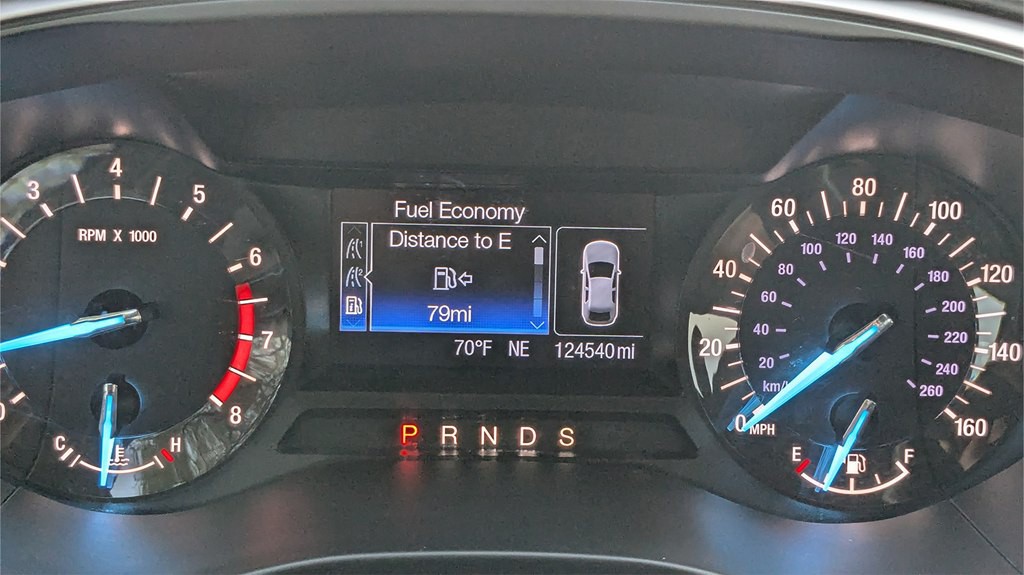 3 4 5 6 7 8
RPM X 1000
C H
Fuel Economy
Distance to E
79mi
70°F NE 124540mi
P R N D S
0 20 40 60 80 100 120 140 160
20 40 60 80 100 120 140 160 180 200 220 240 260
km/
MPH
E F